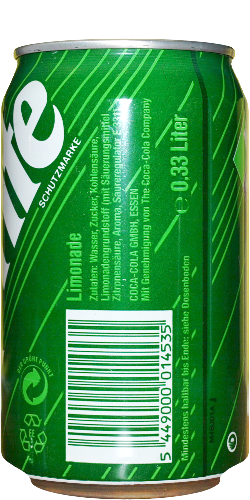 ite
SCHUTZMARKE
Limonade
Zutaten: Wasser, Zucker, Kohlensäure,
Limonadengrundstoff (mit Säuerungsmittel
Zitronensäure, Aroma, Säureregulator E 331)
COCA-COLA GMBH, ESSEN
Mit Genehmigung von The Coca-Cola Company
e 0,33 Liter
DER GRÜNE PUNKT
5 449000 014535
Mindestens haltbar bis Ende: siehe Dosenboden